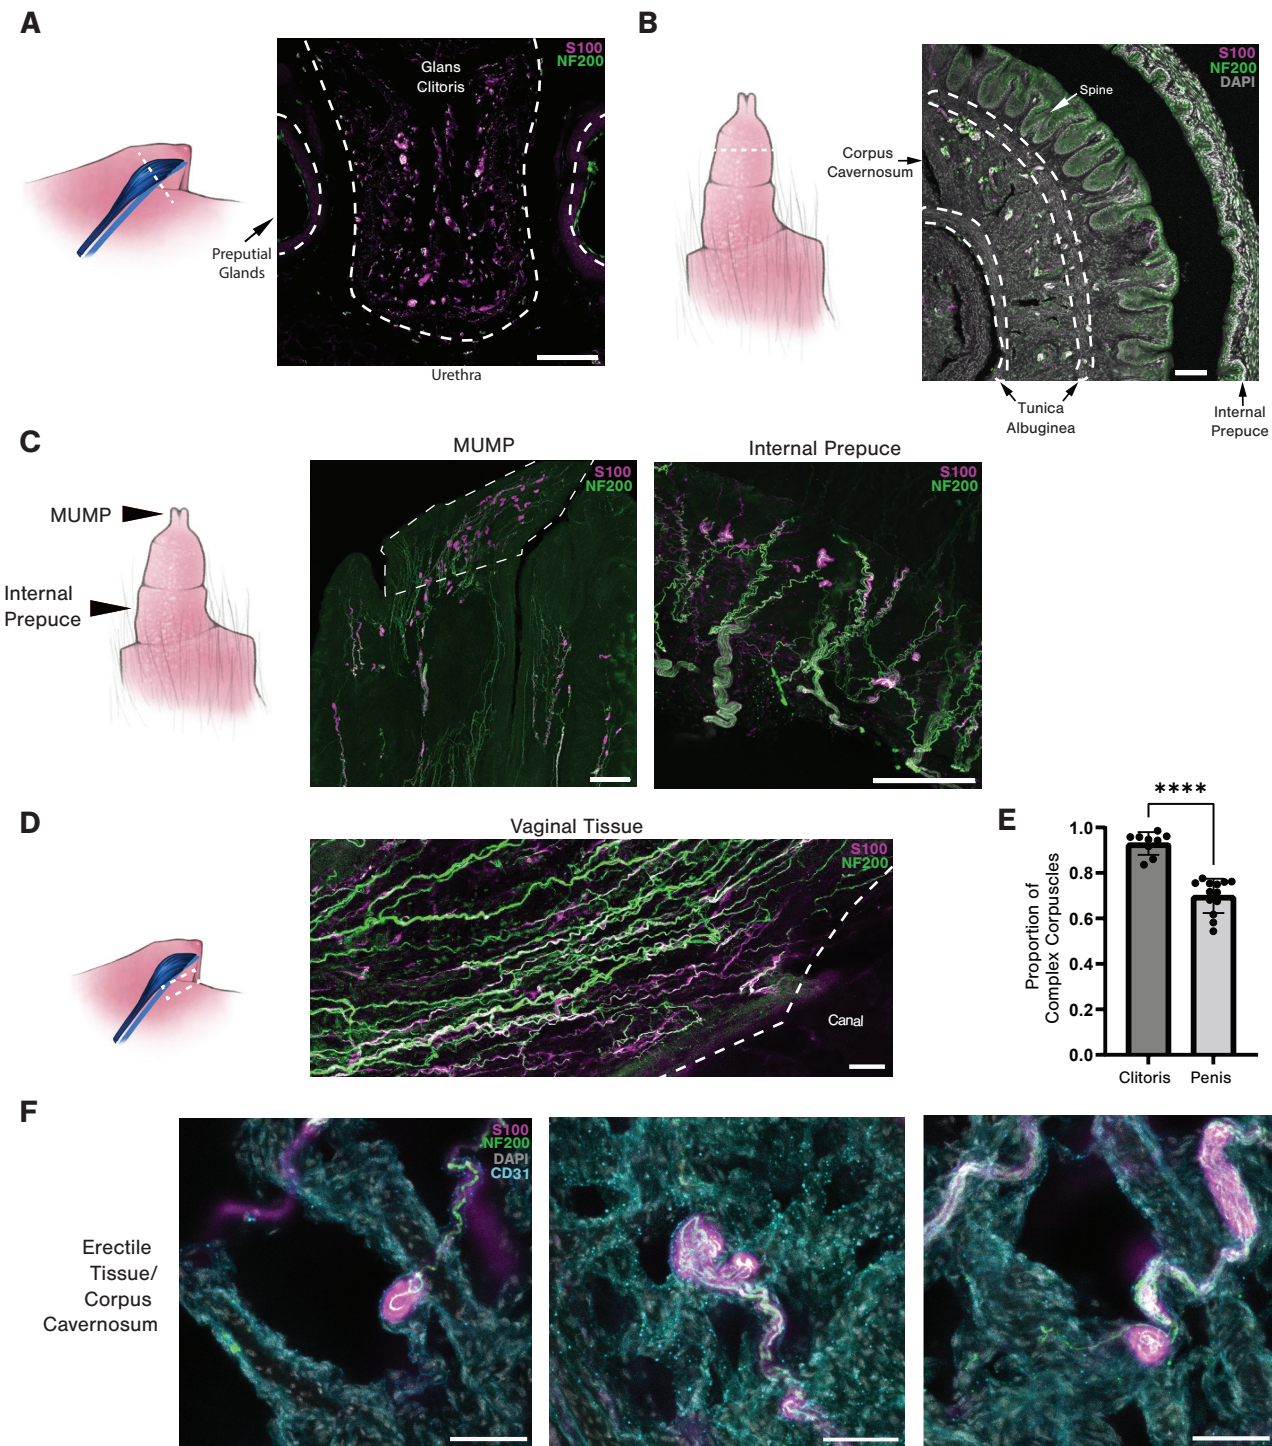 A
S100
NF200
Glans
Clitoris
Preputial
Glands
Urethra
B
S100
NF200
DAPI
Spine
Corpus
Cavernosum
Tunica
Albuginea
Internal
Prepuce
C
MUMP
Internal Prepuce
MUMP
Internal
Prepuce
S100
NF200
S100
NF200
D
Vaginal Tissue
S100
NF200
Canal
E
****
Proportion of
Complex Corpuscles
1.0
0.8
0.6
0.4
0.2
0.0
Clitoris
Penis
F
S100
NF200
DAPI
CD31
Erectile
Tissue/
Corpus
Cavernosum